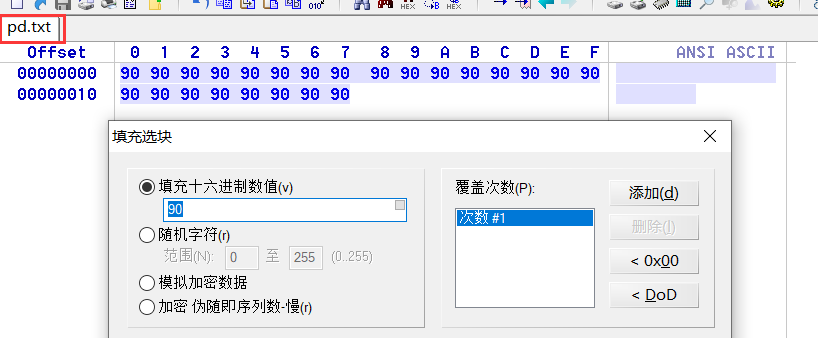 pd.txt
Offset 0 1 2 3 4 5 6 7 8 9 A B C D E F ANSI ASCII
00000000 90 90 90 90 90 90 90 90 90 90 90 90 90 90 90 90
00000010 90 90 90 90 90 90 90 90
填充选块
填充十六进制数值(v)
90
随机字符(r)
范围(N): 0 至 255 (0..255)
模拟加密数据
加密 伪随即序列数-慢(r)
覆盖次数(P):
次数 #1
添加(d)
删除(I)
< 0x00
< DoD